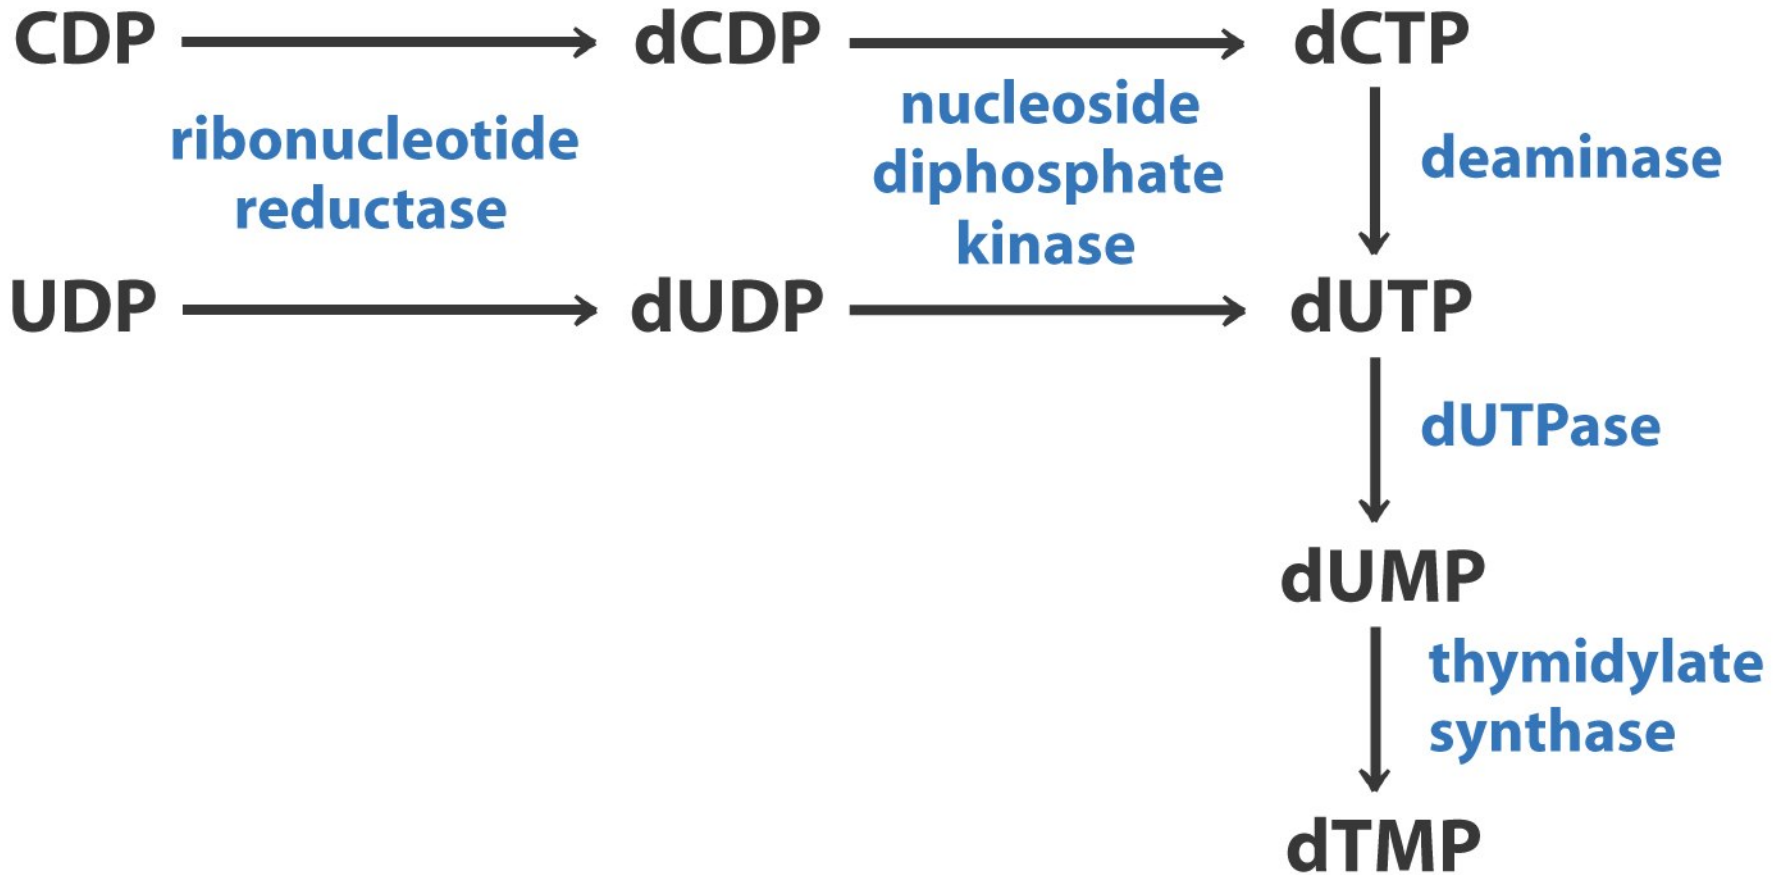 CDP dCDP dCTP
ribonucleotide
reductase
nucleoside
diphosphate
kinase
deaminase
UDP dUDP dUTP
dUTPase
dUMP
thymidylate
synthase
dTMP